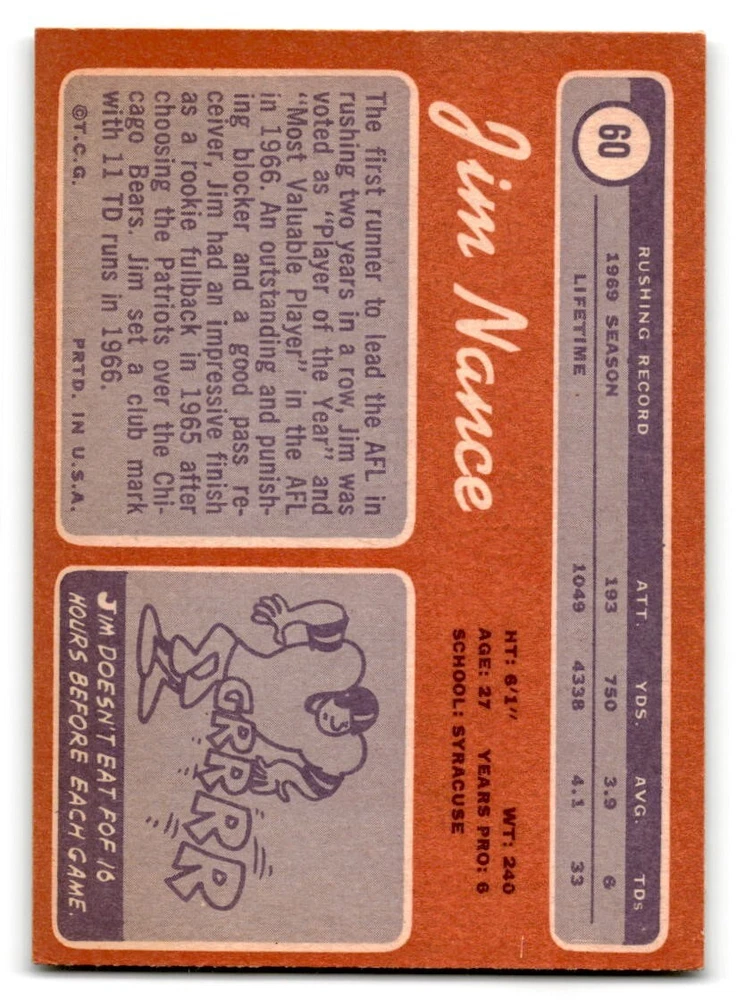 60
RUSHING RECORD ATT. YDS. AVG. TDs
1969 SEASON 193 750 3.9 6
LIFETIME 1049 4338 4.1 33
Jim Nance
HT: 6'1" WT: 240
AGE: 27 YEARS PRO: 6
SCHOOL: SYRACUSE
The first runner to lead the AFL in
rushing two years in a row, Jim was
voted as "Player of the Year" and
"Most Valuable Player" in the AFL
in 1966. An outstanding and punish-
ing blocker and a good pass re-
ceiver, Jim had an impressive finish
as a rookie fullback in 1965 after
choosing the Patriots over the Chi-
cago Bears. Jim set a club mark
with 11 TD runs in 1966.
©T.C.G. PRTD. IN U.S.A.
GRRRRR
JIM DOESN'T EAT FOF 16
HOURS BEFORE EACH GAME.